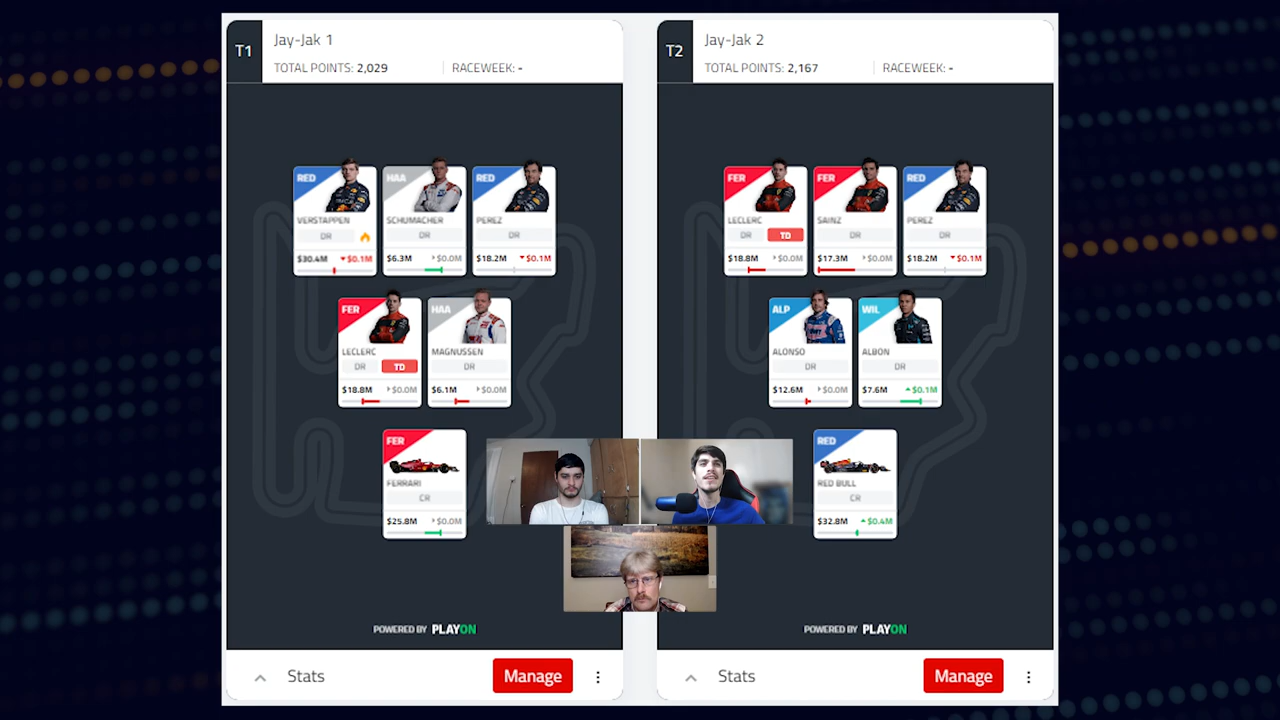 T1
Jay-Jak 1
TOTAL POINTS: 2,029
RACEWEEK: -
RED
VERSTAPPEN
DR
$30.4M
$0.1M
HAA
SCHUMACHER
DR
$6.3M
$0.0M
RED
PEREZ
DR
$18.2M
$0.1M
FER
LECLERC
DR
TD
$18.8M
$0.0M
HAA
MAGNUSSEN
DR
$6.1M
$0.0M
FER
FERRARI
CR
$25.8M
$0.0M
POWERED BY PLAYON
Stats
Manage
T2
Jay-Jak 2
TOTAL POINTS: 2,167
RACEWEEK: -
FER
LECLERC
DR
TD
$18.8M
$0.0M
FER
SAINZ
DR
$17.3M
$0.0M
RED
PEREZ
DR
$18.2M
$0.1M
ALP
ALONSO
DR
$12.6M
$0.0M
WIL
ALBON
DR
$7.6M
$0.1M
RED
RED BULL
CR
$32.8M
$0.4M
POWERED BY PLAYON
Stats
Manage